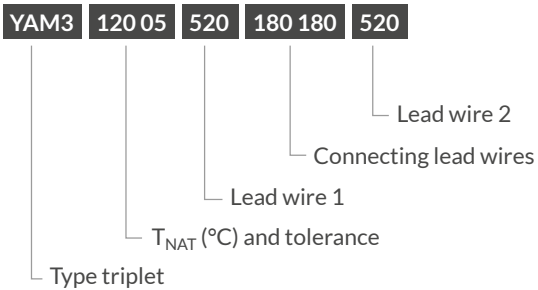 YAM3 120 05 520 180 180 520
Lead wire 2
Connecting lead wires
Lead wire 1
T_NAT (°C) and tolerance
Type triplet